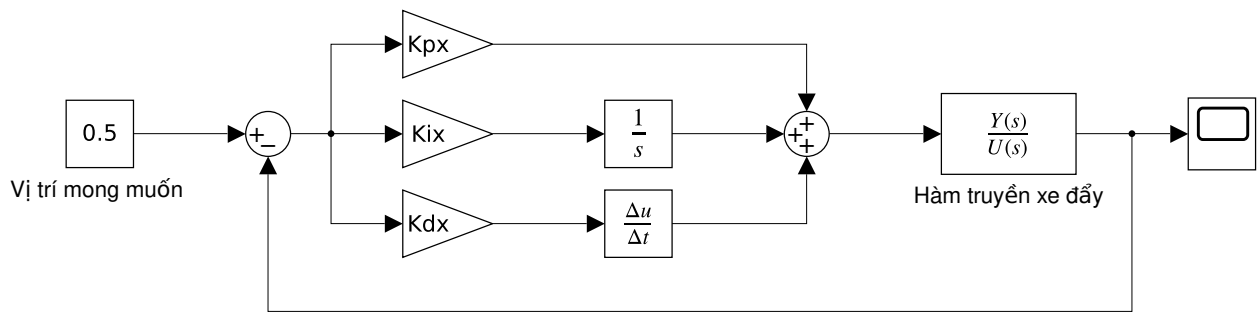 Kpx
0.5
+
−
Kix
1
s
+
+
+
Y(s)
U(s)
Vị trí mong muốn
Hàm truyền xe đẩy
Kdx
Δu
Δt